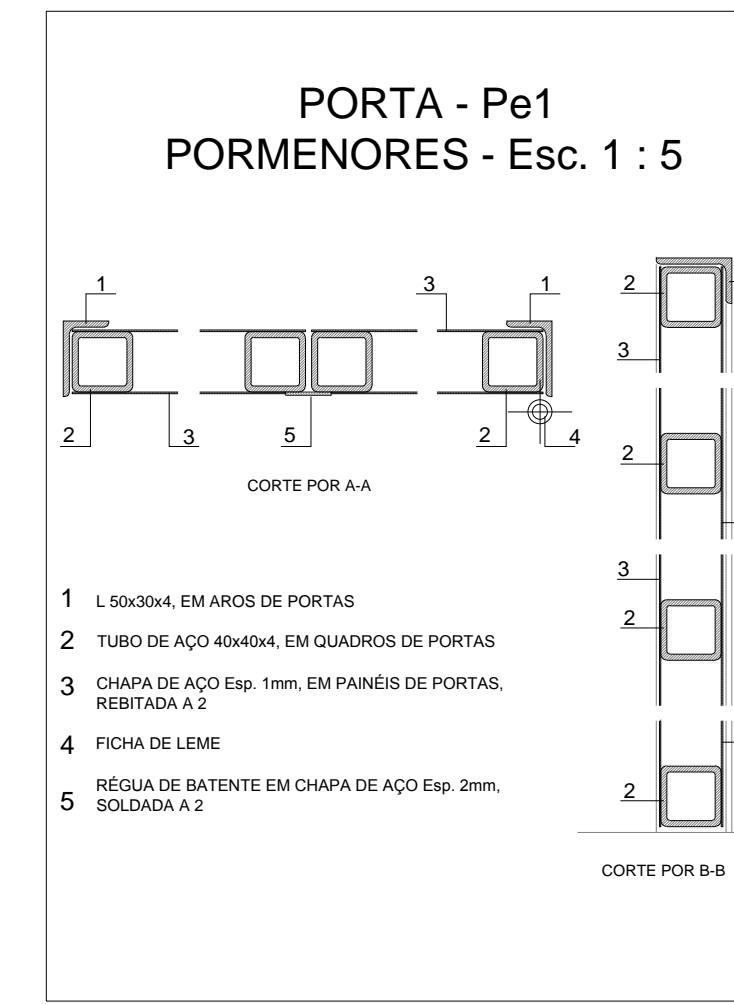 PORTA - Pe1
PORMENORES - Esc. 1 : 5
1 3 1
2 3 5 2 4
CORTE POR A-A
2
3
2
3
2
2
CORTE POR B-B
1 L 50x30x4, EM AROS DE PORTAS
2 TUBO DE AÇO 40x40x4, EM QUADROS DE PORTAS
3 CHAPA DE AÇO Esp. 1mm, EM PAINÉIS DE PORTAS,
REBITADA A 2
4 FICHA DE LEME
5 RÉGUA DE BATENTE EM CHAPA DE AÇO Esp. 2mm,
SOLDADA A 2